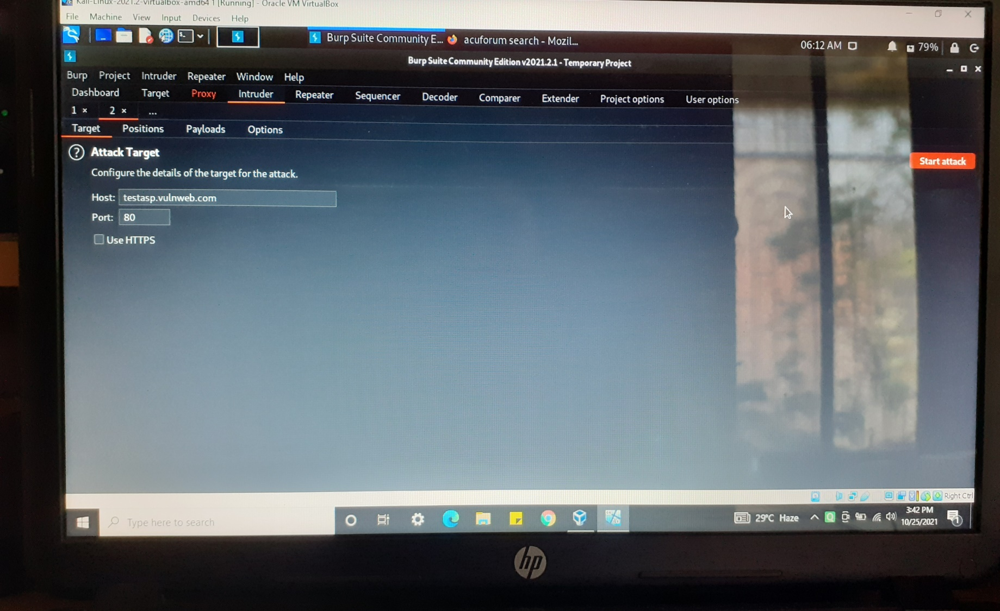 Kali-Linux-2021.2-virtualbox-amd64 1 [Running] - Oracle VM VirtualBox
File Machine View Input Devices Help
Burp Suite Community E... acuforum search - Mozil... 06:12 AM 79%
Burp Suite Community Edition v2021.2.1 - Temporary Project
Burp Project Intruder Repeater Window Help
Dashboard Target Proxy Intruder Repeater Sequencer Decoder Comparer Extender Project options User options
1 × 2 × ...
Target Positions Payloads Options
? Attack Target
Start attack
Configure the details of the target for the attack.
Host: testasp.vulnweb.com
Port: 80
Use HTTPS
Right Ctrl
Type here to search
29°C Haze
3:42 PM
10/25/2021
1
hp